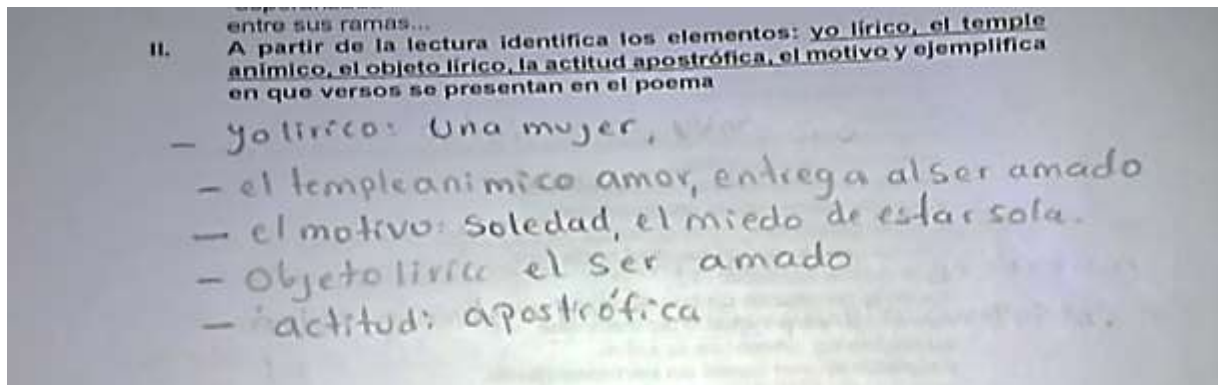 entre sus ramas...
II. A partir de la lectura identifica los elementos: yo lírico, el temple
anímico, el objeto lírico, la actitud apostrófica, el motivo y ejemplifica
en que versos se presentan en el poema
- yo lirico: Una mujer,
- el temple animico amor, entrega al ser amado
- el motivo: Soledad, el miedo de estar sola.
- Objeto lirico el ser amado
- actitud: apostrófica